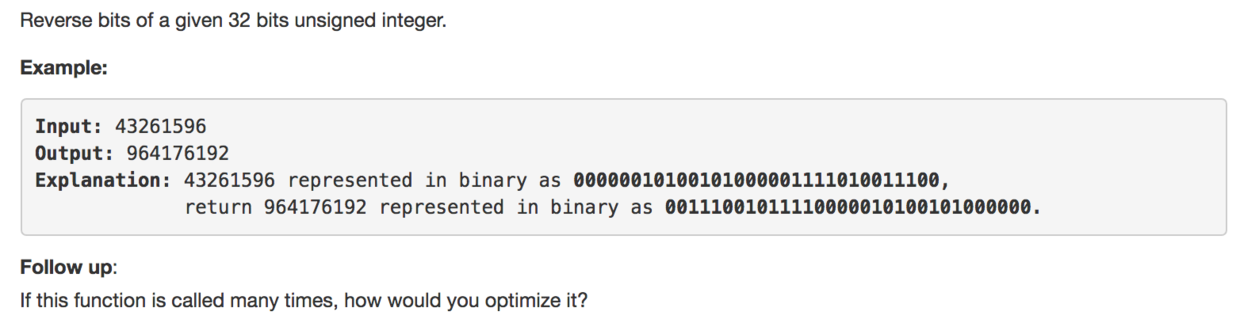 Reverse bits of a given 32 bits unsigned integer.
Example:
Input: 43261596
Output: 964176192
Explanation: 43261596 represented in binary as 00000010100101000001111010011100,
return 964176192 represented in binary as 00111001011110000010100101000000.
Follow up:
If this function is called many times, how would you optimize it?